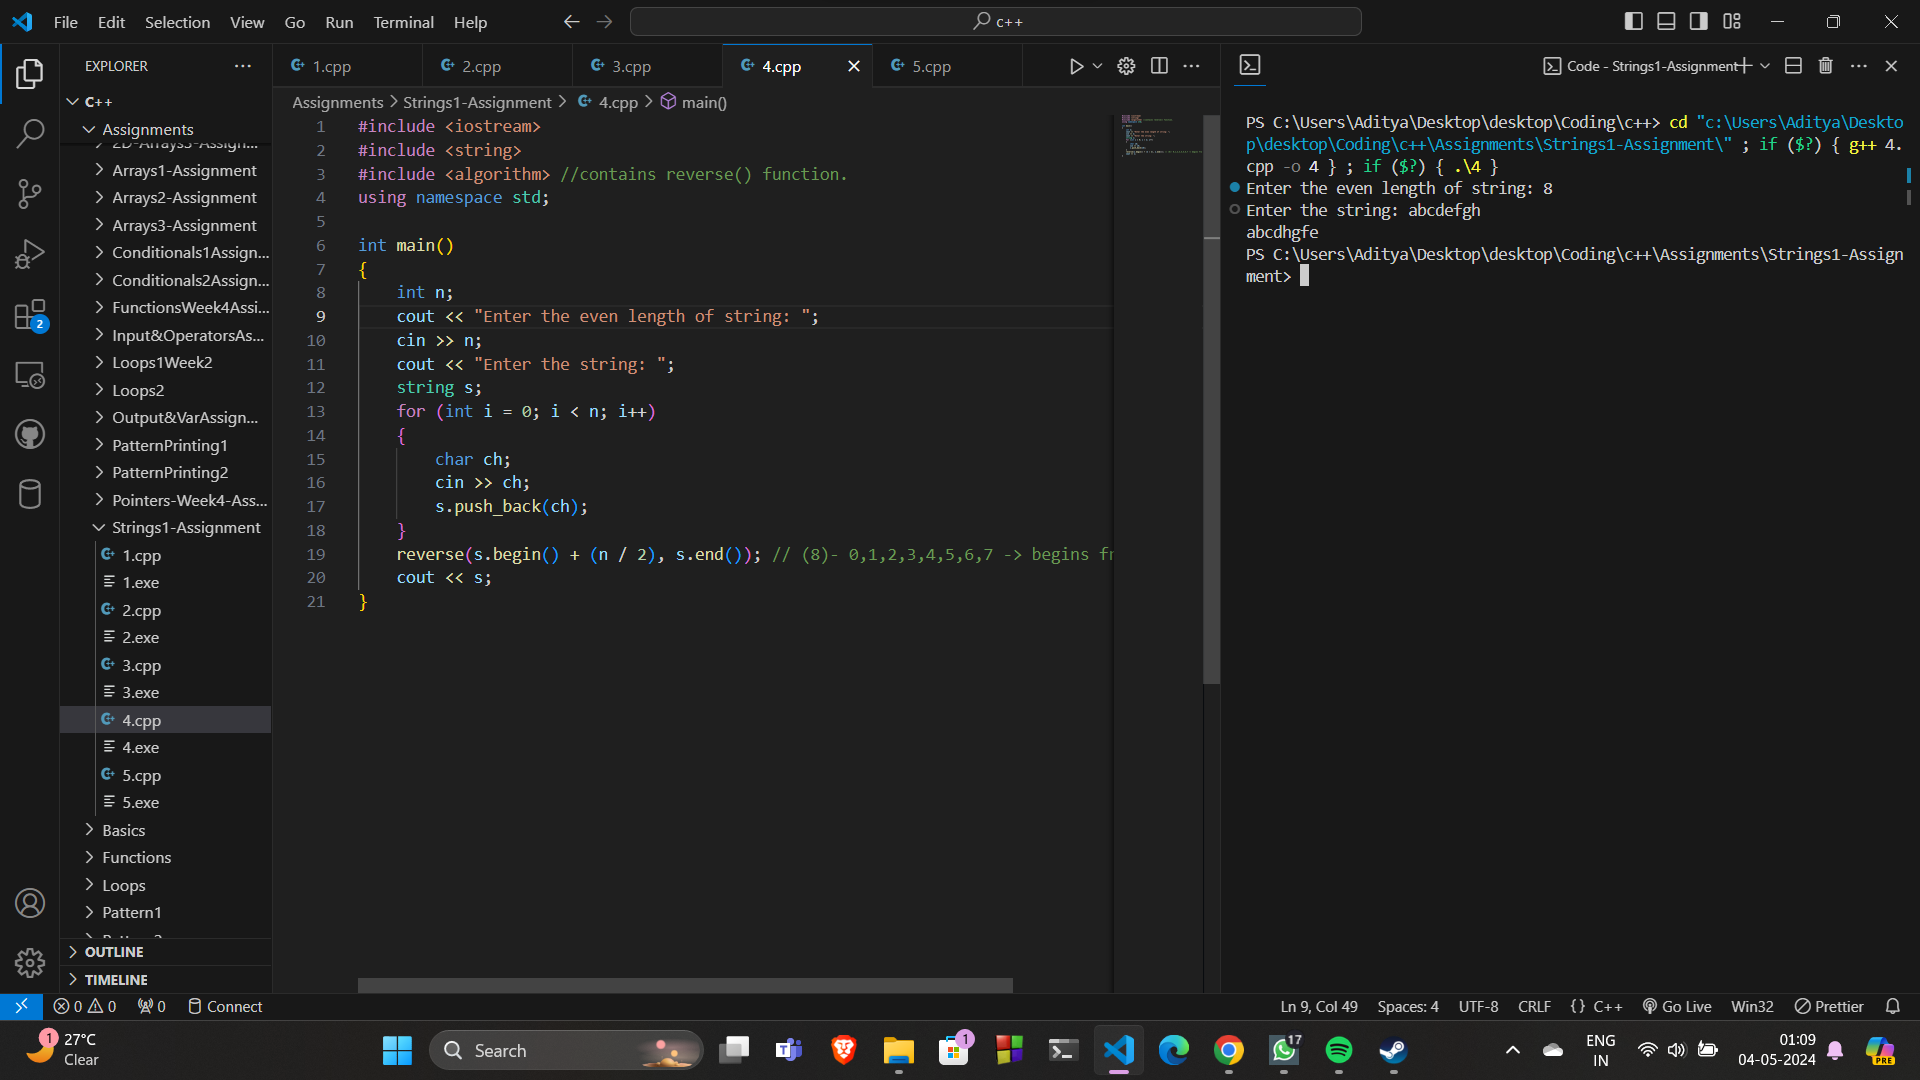 File Edit Selection View Go Run Terminal Help
c++
EXPLORER
C++
Assignments
Arrays1-Assignment
Arrays2-Assignment
Arrays3-Assignment
Conditionals1Assign...
Conditionals2Assign...
FunctionsWeek4Assi...
Input&OperatorsAs...
Loops1Week2
Loops2
Output&VarAssign...
PatternPrinting1
PatternPrinting2
Pointers-Week4-Ass...
Strings1-Assignment
1.cpp
1.exe
2.cpp
2.exe
3.cpp
3.exe
4.cpp
4.exe
5.cpp
5.exe
Basics
Functions
Loops
Pattern1
OUTLINE
TIMELINE
2
1.cpp 2.cpp 3.cpp 4.cpp 5.cpp
Assignments > Strings1-Assignment > 4.cpp > main()
1 #include <iostream>
2 #include <string>
3 #include <algorithm> //contains reverse() function.
4 using namespace std;
5
6 int main()
7 {
8 int n;
9 cout << "Enter the even length of string: ";
10 cin >> n;
11 cout << "Enter the string: ";
12 string s;
13 for (int i = 0; i < n; i++)
14 {
15 char ch;
16 cin >> ch;
17 s.push_back(ch);
18 }
19 reverse(s.begin() + (n / 2), s.end()); // (8)- 0,1,2,3,4,5,6,7 -> begins
20 cout << s;
21 }
Code - Strings1-Assignment
PS C:\Users\Aditya\Desktop\desktop\Coding\c++> cd "c:\Users\Aditya\Deskto
p\desktop\Coding\c++\Assignments\Strings1-Assignment\" ; if ($?) { g++ 4.
cpp -o 4 } ; if ($?) { .\4 }
Enter the even length of string: 8
Enter the string: abcdefgh
abcdhgfe
PS C:\Users\Aditya\Desktop\desktop\Coding\c++\Assignments\Strings1-Assign
ment>
0 0 0 Connect
Ln 9, Col 49 Spaces: 4 UTF-8 CRLF {} C++ Go Live Win32 Prettier
1
27°C
Clear
Search
1
17
ENG
IN
01:09
04-05-2024
PRE